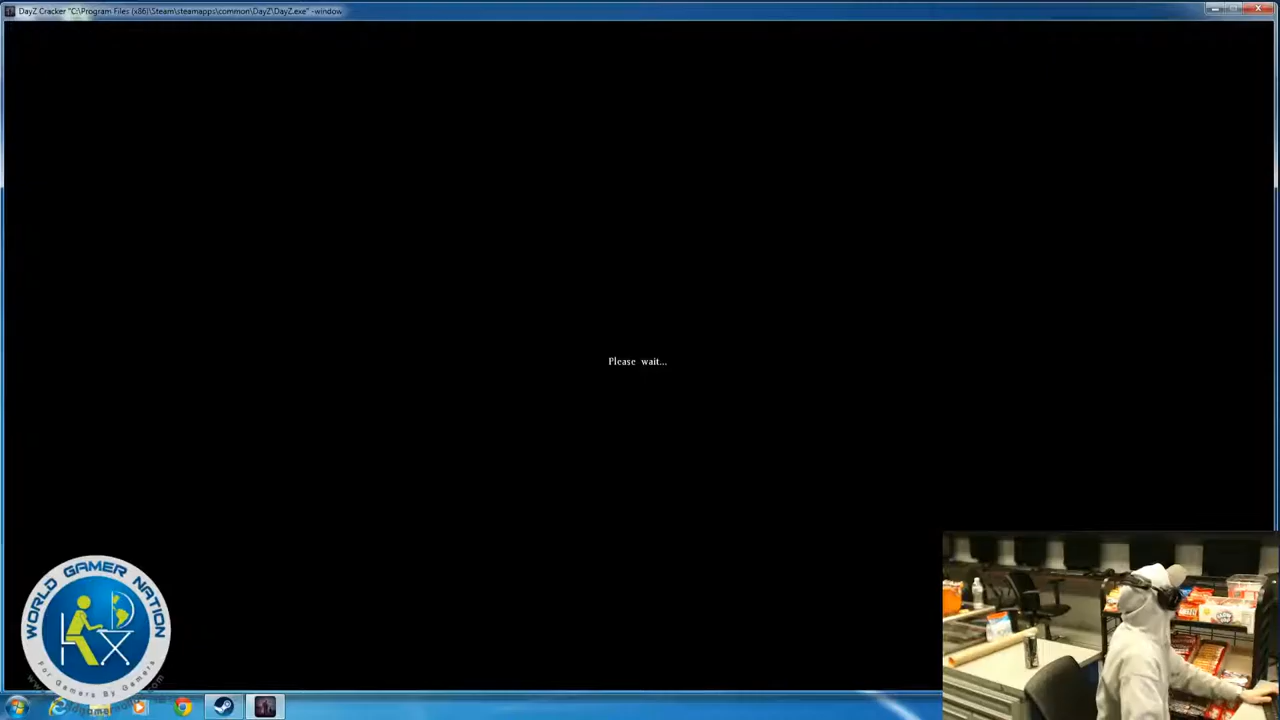 DayZ Cracker "C:\Program Files (x86)\Steam\steamapps\common\DayZ\DayZ.exe" -window
Please wait...
WORLD GAMER NATION
For Gamers By Gamers